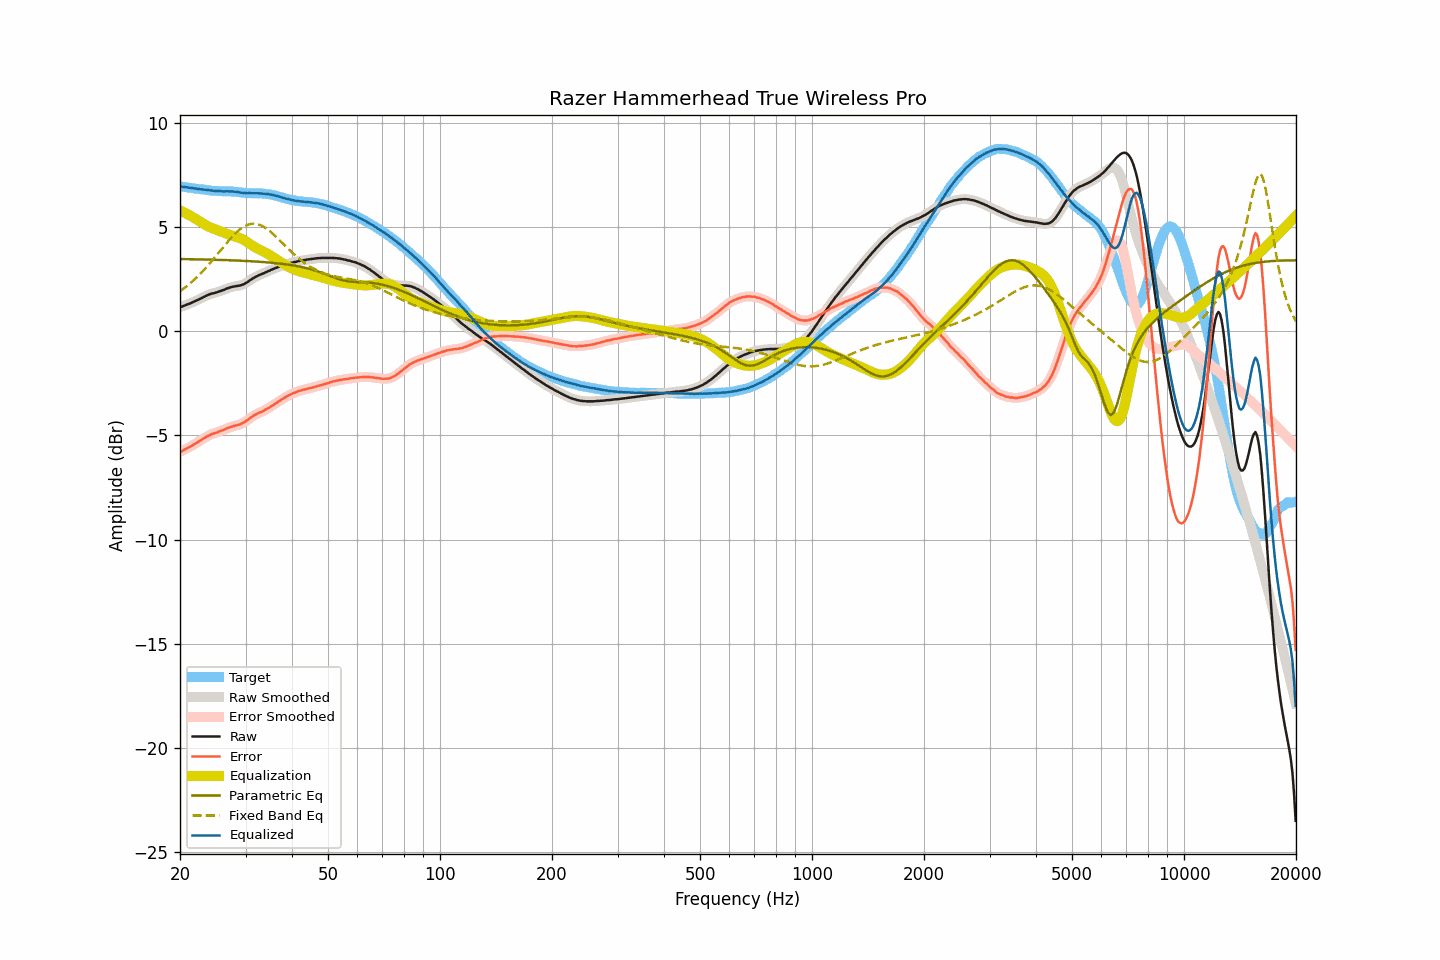 Razer Hammerhead True Wireless Pro
10
5
0
−5
−10
−15
−20
−25
Amplitude (dBr)
Target
Raw Smoothed
Error Smoothed
Raw
Error
Equalization
Parametric Eq
Fixed Band Eq
Equalized
20 50 100 200 500 1000 2000 5000 10000 20000
Frequency (Hz)